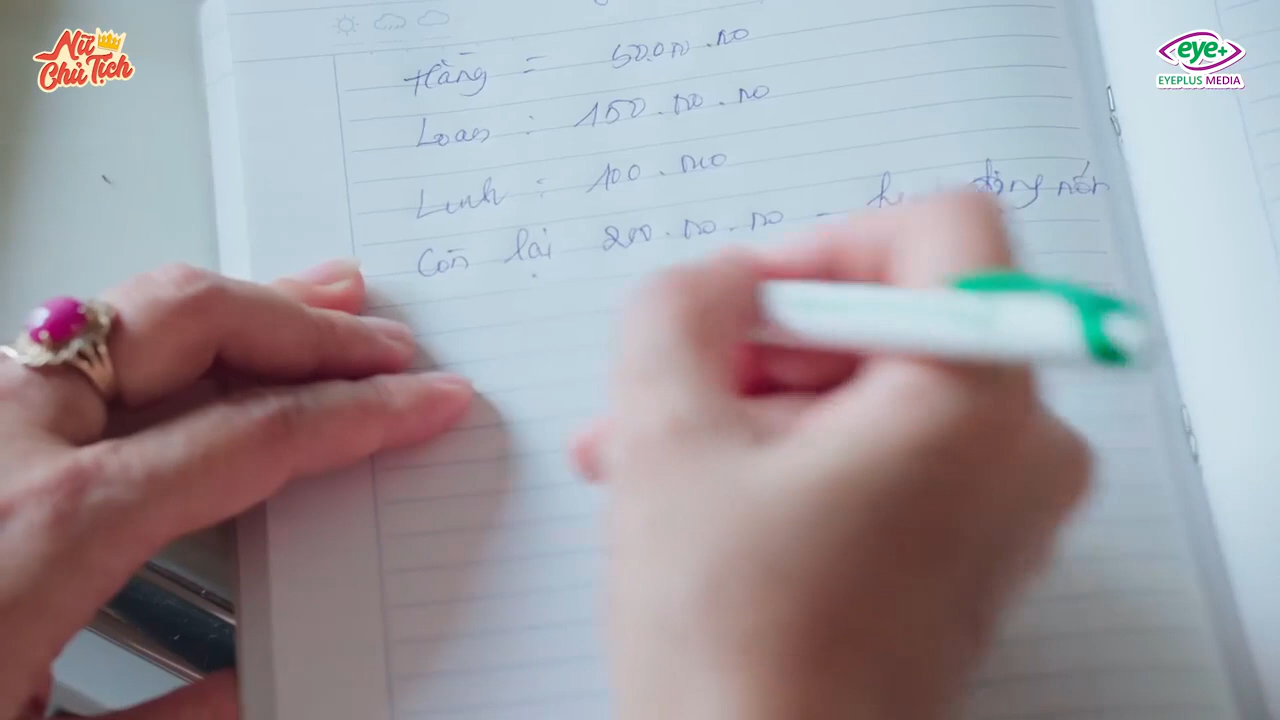 Nữ
Chủ Tịch
eye+
EYEPLUS MEDIA
Hằng = 50.000.000
Loan : 150.000.000
Linh : 100.000
Còn lại 200.000.000 -